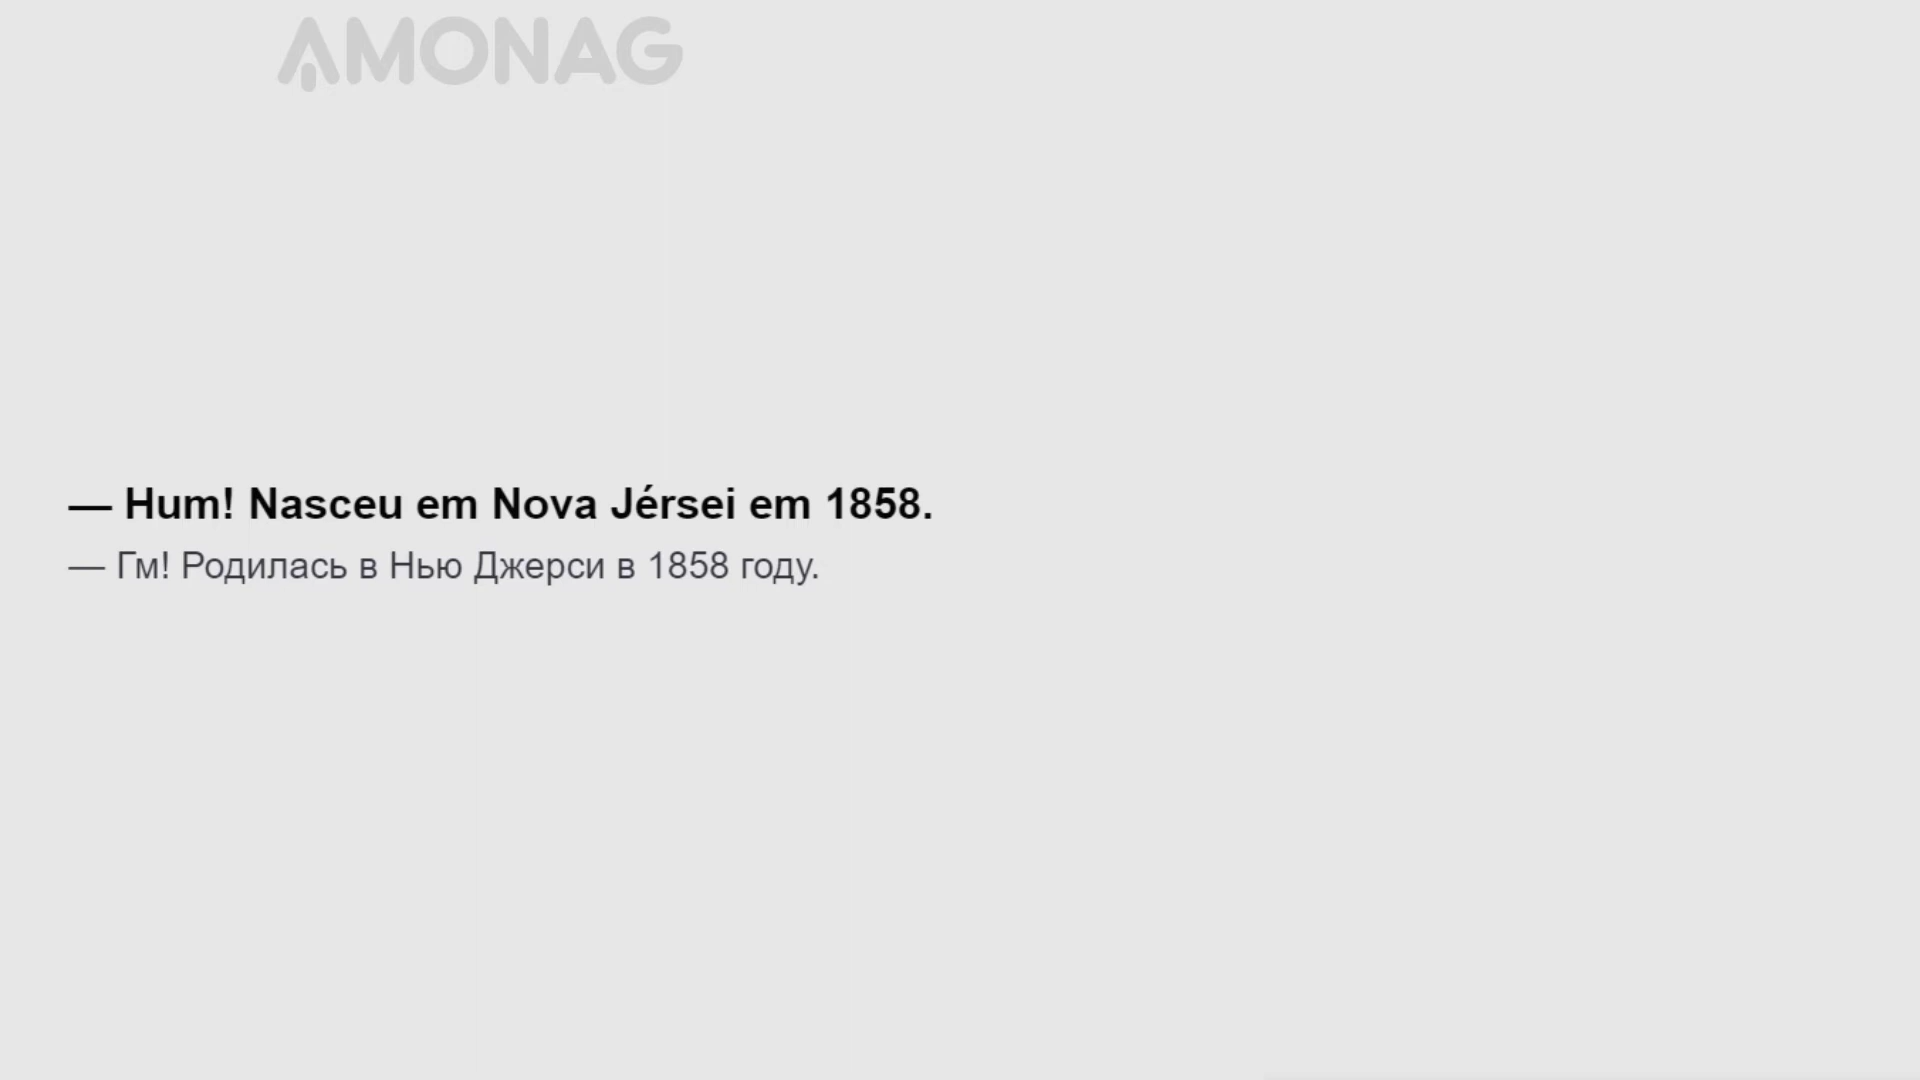 AMONAG
— Hum! Nasceu em Nova Jérsei em 1858.
— Гм! Родилась в Нью Джерси в 1858 году.